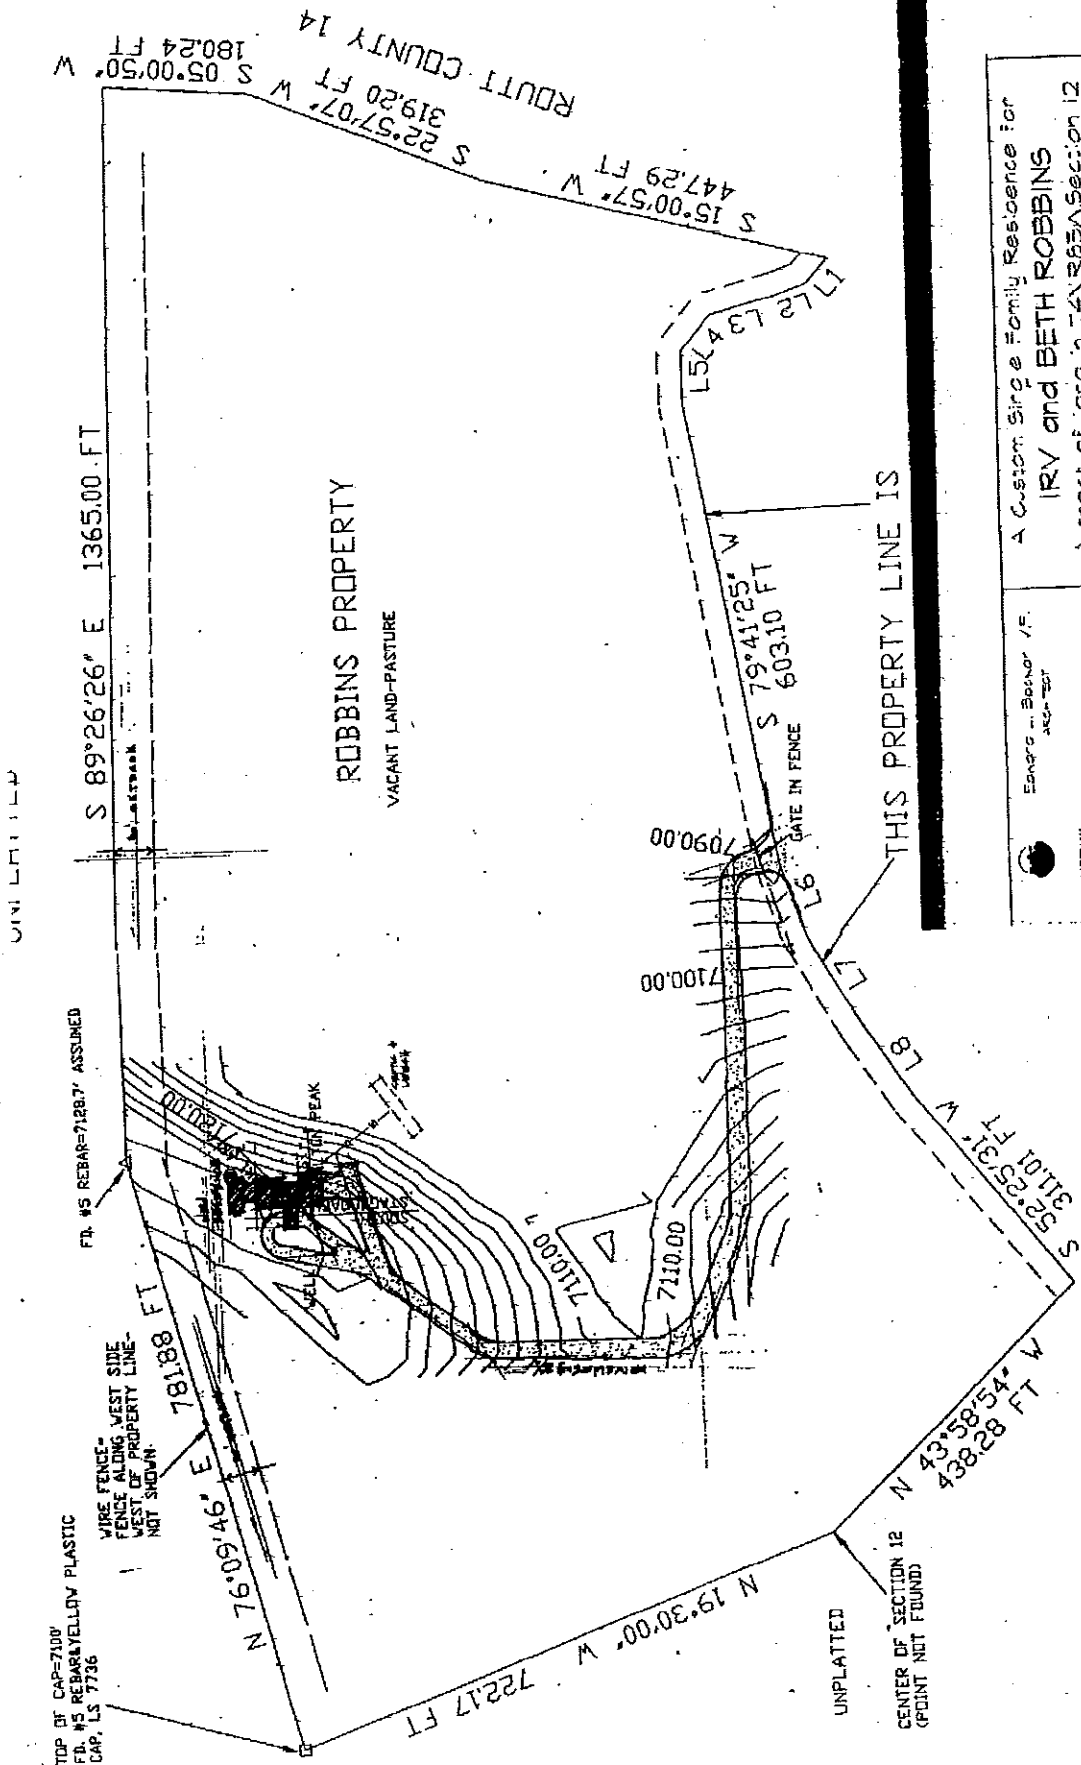 TOP OF CAP=7100'
FD. #5 REBAR&YELLOW PLASTIC
CAP, LS 7736
WIRE FENCE-
FENCE ALONG WEST SIDE
WEST OF PROPERTY LINE-
NOT SHOWN.
N 76°09'46" E 781.88 FT
FD. #5 REBAR=7128.7' ASSUMED
S 89°26'26" E 1365.00 FT
S 05°00'50" W
180.24 FT
S 22°57'07" W
319.20 FT
ROUTT COUNTY 14
S 15°00'57" W
447.29 FT
L1
L2
L3
L4
L5
ROBBINS PROPERTY
VACANT LAND-PASTURE
S 79°41'25" W
603.10 FT
GATE IN FENCE
7090.00
7100.00
7110.00
7110.00
7120.00
WELL
PEAK
L6
L7
L8
THIS PROPERTY LINE IS
S 52°25'31" W
311.01 FT
N 43°58'54" W
438.28 FT
N 19°30'00" W
722.17 FT
UNPLATTED
CENTER OF SECTION 12
(POINT NOT FOUND)
A Custom Single Family Residence for
IRV and BETH ROBBINS
Section 12